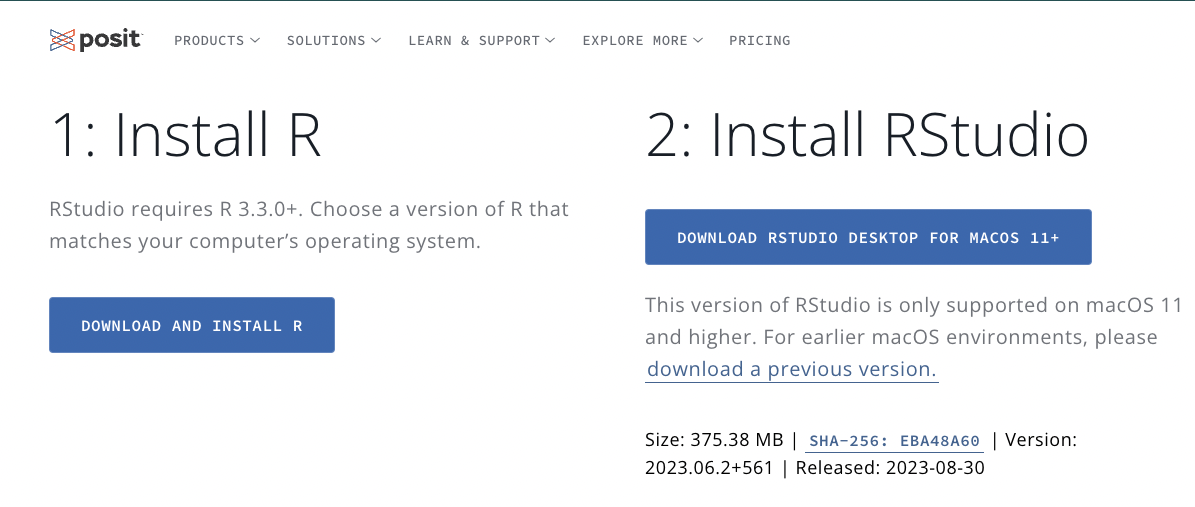 posit
PRODUCTS
SOLUTIONS
LEARN & SUPPORT
EXPLORE MORE
PRICING
1: Install R
RStudio requires R 3.3.0+. Choose a version of R that
matches your computer’s operating system.
DOWNLOAD AND INSTALL R
2: Install RStudio
DOWNLOAD RSTUDIO DESKTOP FOR MACOS 11+
This version of RStudio is only supported on macOS 11
and higher. For earlier macOS environments, please
download a previous version.
Size: 375.38 MB | SHA-256: EBA48A60 | Version:
2023.06.2+561 | Released: 2023-08-30